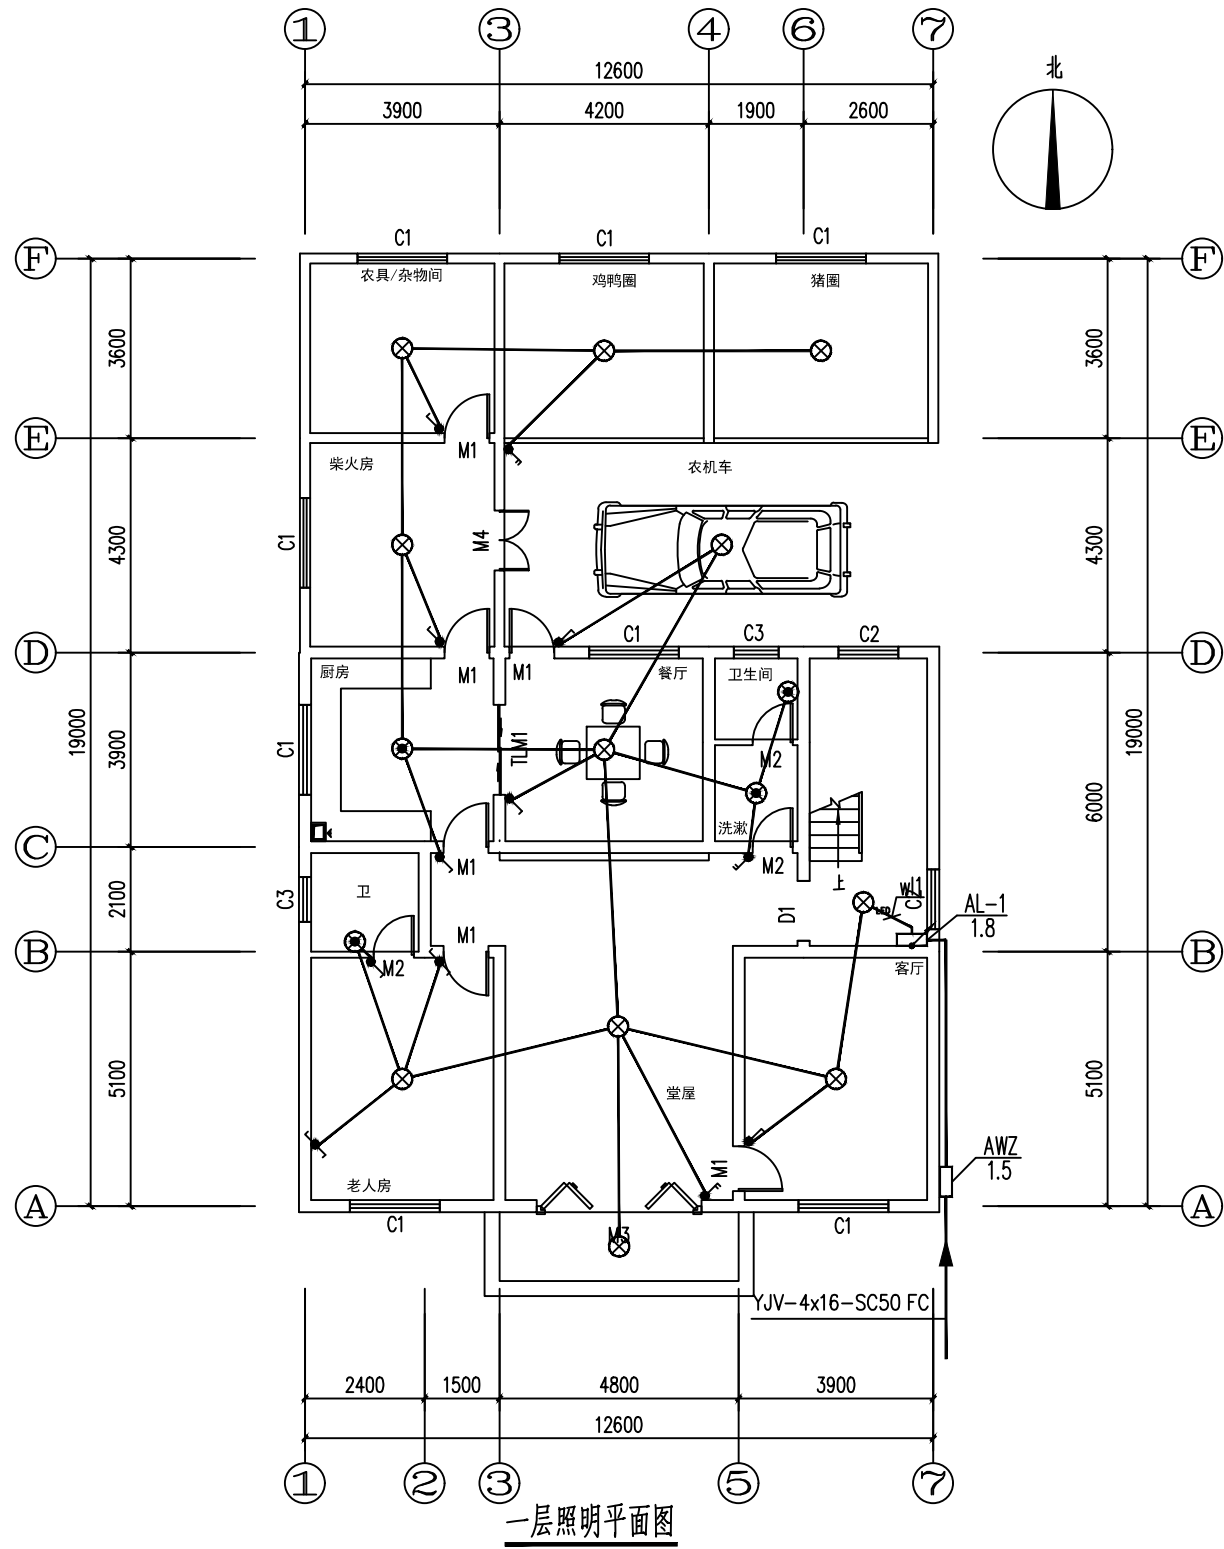 1 3 4 6 7
北
12600
3900 4200 1900 2600
C1 C1 C1
F F
农具/杂物间 鸡鸭圈 猪圈
3600 3600
E E
M1
柴火房 农机车
19000 4300 C1 M4 4300 19000
D C1 C3 C2 D
厨房 M1 M1 餐厅 卫生间
3900 C1 TLM1 M2
6000
洗漱
C C
M1 M2
上
2100 C3 卫 D1 WL1
LED
AL-1
1.8
M1
B M2 B
客厅
5100 堂屋 5100
AWZ
1.5
M1
老人房
A A
C1 M3 C1
YJV-4x16-SC50 FC
2400 1500 4800 3900
12600
1 2 3 5 7
一层照明平面图